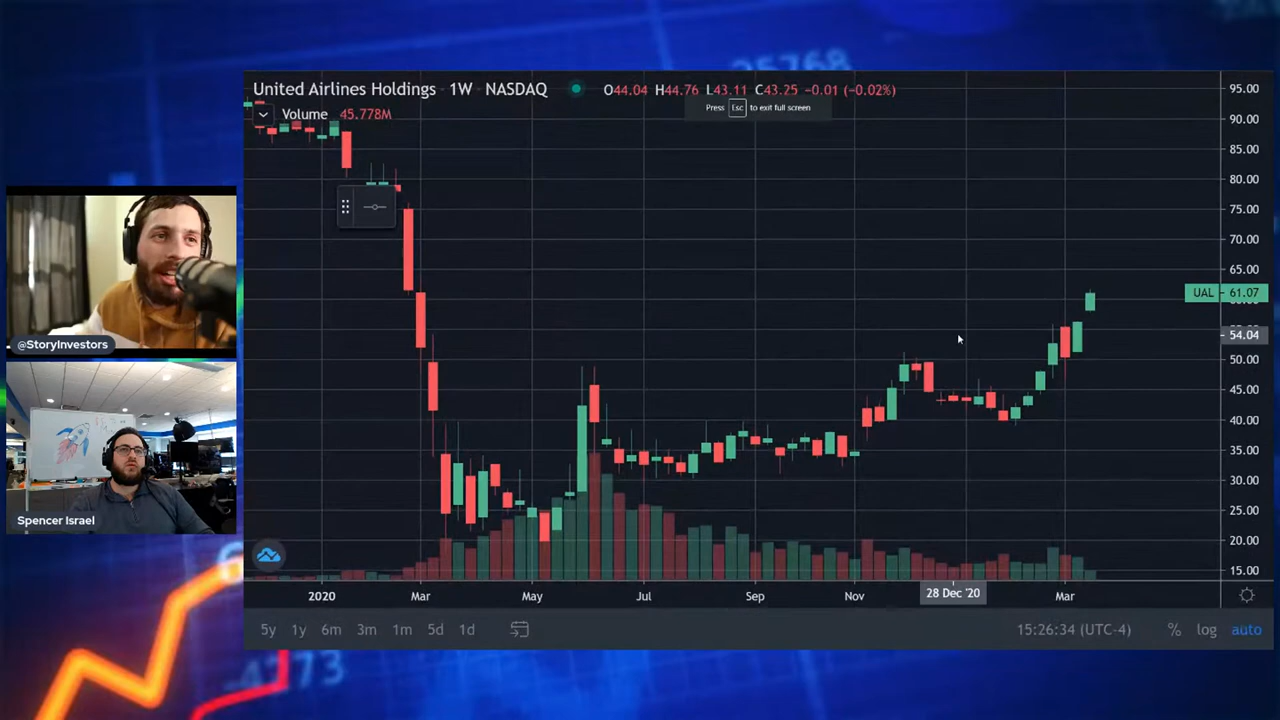 25768
United Airlines Holdings 1W NASDAQ O44.04 H44.76 L43.11 C43.25 -0.01 (-0.02%)
Volume 45.778M
Press Esc to exit full screen
95.00
90.00
85.00
80.00
75.00
70.00
65.00
UAL 61.07
54.04
50.00
45.00
40.00
35.00
30.00
25.00
20.00
15.00
@StoryInvestors
Spencer Israel
2020 Mar May Jul Sep Nov 28 Dec '20 Mar
5y 1y 6m 3m 1m 5d 1d 15:26:34 (UTC-4) % log auto
4773